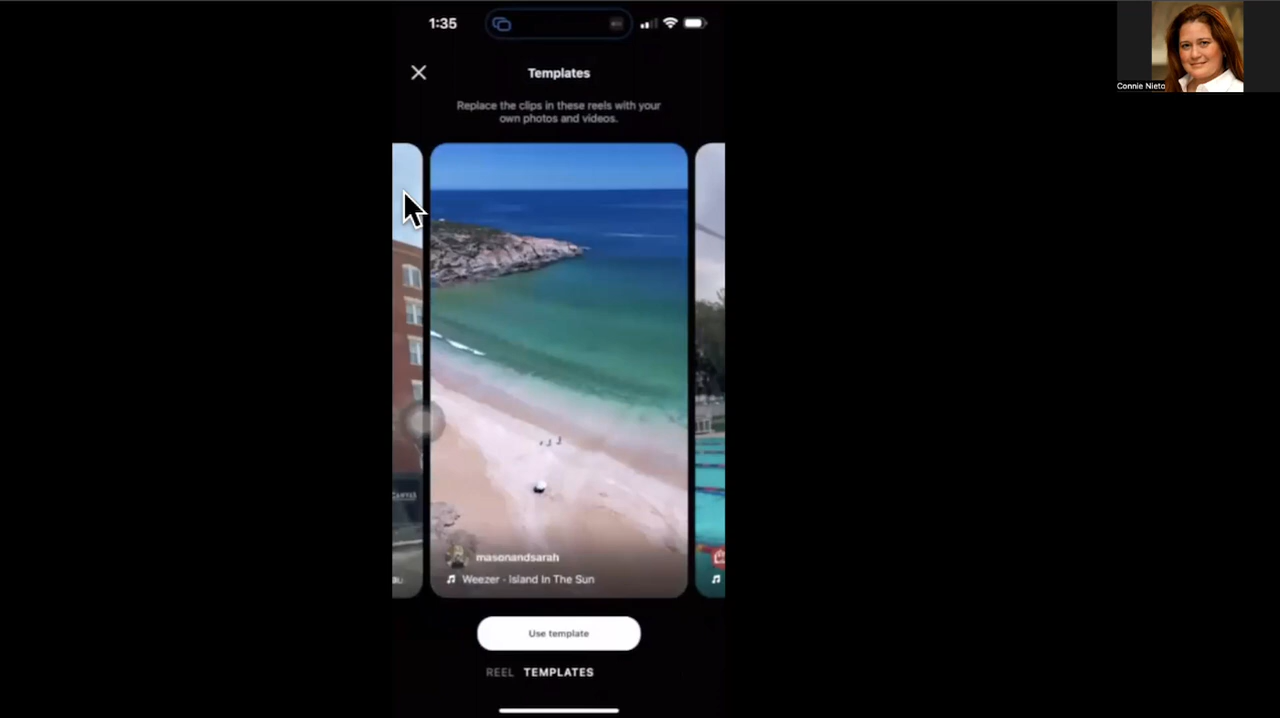 1:35
Connie Nieto
Templates
Replace the clips in these reels with your
own photos and videos.
CANVAS
masonandsarah
Weezer - Island In The Sun
Use template
REEL TEMPLATES